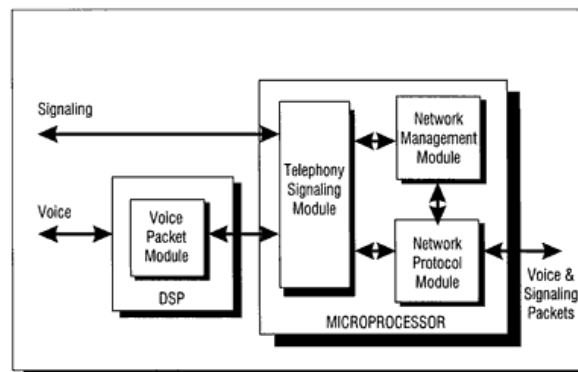 Signaling
Voice
Voice
Packet
Module
DSP
Telephony
Signaling
Module
Network
Management
Module
Network
Protocol
Module
MICROPROCESSOR
Voice &
Signaling
Packets